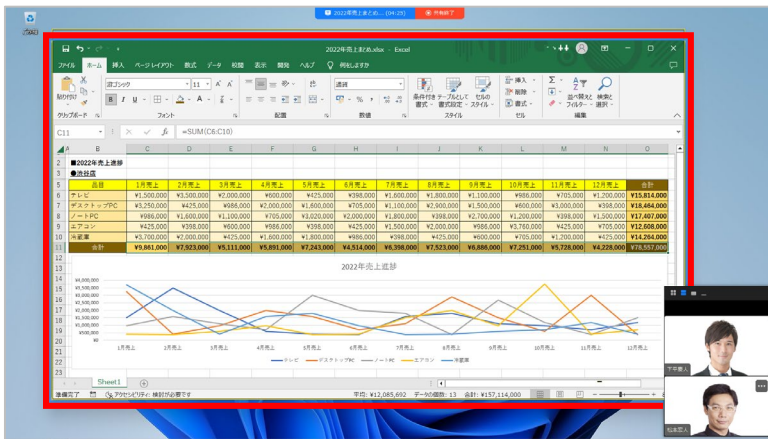 2022年売上まとめ... (04:29) 共有終了
2022年売上まとめ.xlsx - Excel
ファイル ホーム 挿入 ページ レイアウト 数式 データ 校閲 表示 開発 ヘルプ 何をしますか
貼り付け 游ゴシック 11 A A 通貨 条件付き書式 テーブルとして書式設定 セルのスタイル 挿入 削除 書式 並べ替えとフィルター 検索と選択
B I U
クリップボード フォント 配置 数値 スタイル セル 編集
C11 fx =SUM(C6:C10)
A B C D E F G H I J K L M N O
2 ■2022年売上進捗
3 ●渋谷店
5 品目 1月売上 2月売上 3月売上 4月売上 5月売上 6月売上 7月売上 8月売上 9月売上 10月売上 11月売上 12月売上 合計
6 テレビ ¥1,500,000 ¥3,500,000 ¥2,000,000 ¥600,000 ¥425,000 ¥398,000 ¥1,600,000 ¥1,800,000 ¥1,100,000 ¥986,000 ¥705,000 ¥1,200,000 ¥15,814,000
7 デスクトップPC ¥3,250,000 ¥425,000 ¥986,000 ¥2,000,000 ¥1,600,000 ¥705,000 ¥1,100,000 ¥2,900,000 ¥1,500,000 ¥600,000 ¥3,000,000 ¥398,000 ¥18,464,000
8 ノートPC ¥986,000 ¥1,600,000 ¥1,100,000 ¥705,000 ¥3,020,000 ¥2,000,000 ¥1,800,000 ¥398,000 ¥2,700,000 ¥1,200,000 ¥398,000 ¥1,500,000 ¥17,407,000
9 エアコン ¥425,000 ¥398,000 ¥600,000 ¥986,000 ¥398,000 ¥425,000 ¥1,500,000 ¥2,000,000 ¥986,000 ¥3,760,000 ¥425,000 ¥705,000 ¥12,608,000
10 冷蔵庫 ¥3,700,000 ¥2,000,000 ¥425,000 ¥1,600,000 ¥1,800,000 ¥986,000 ¥398,000 ¥425,000 ¥600,000 ¥705,000 ¥1,200,000 ¥425,000 ¥14,264,000
11 合計 ¥9,861,000 ¥7,923,000 ¥5,111,000 ¥5,891,000 ¥7,243,000 ¥4,514,000 ¥6,398,000 ¥7,523,000 ¥6,886,000 ¥7,251,000 ¥5,728,000 ¥4,228,000 ¥78,557,000
12
13 2022年売上進捗
14 ¥4,000,000
15 ¥3,500,000
16 ¥3,000,000
¥2,500,000
17 ¥2,000,000
18 ¥1,500,000
19 ¥1,000,000
¥500,000
20 ¥0
21 1月売上 2月売上 3月売上 4月売上 5月売上 6月売上 7月売上 8月売上 9月売上 10月売上 11月売上 12月売上
22 テレビ デスクトップPC ノートPC エアコン 冷蔵庫
23
Sheet1
準備完了 アクセシビリティ: 検討が必要です 平均: ¥12,085,692 データの個数: 13 合計: ¥157,114,000